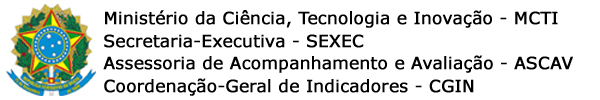 Ministério da Ciência, Tecnologia e Inovação - MCTI
Secretaria-Executiva - SEXEC
Assessoria de Acompanhamento e Avaliação - ASCAV
Coordenação-Geral de Indicadores - CGIN